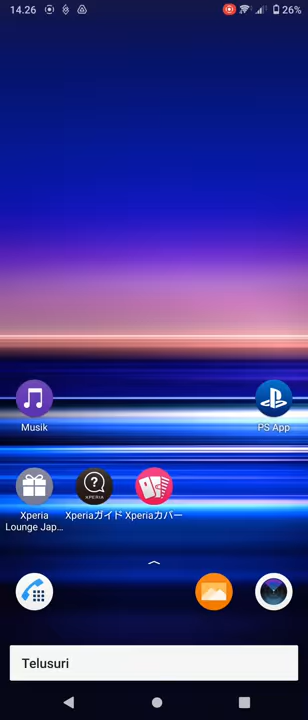 14.26
26%
Musik
PS App
Xperia
Lounge Jap...
XPERIA
Xperiaガイド
Xperiaカバー
Telusuri